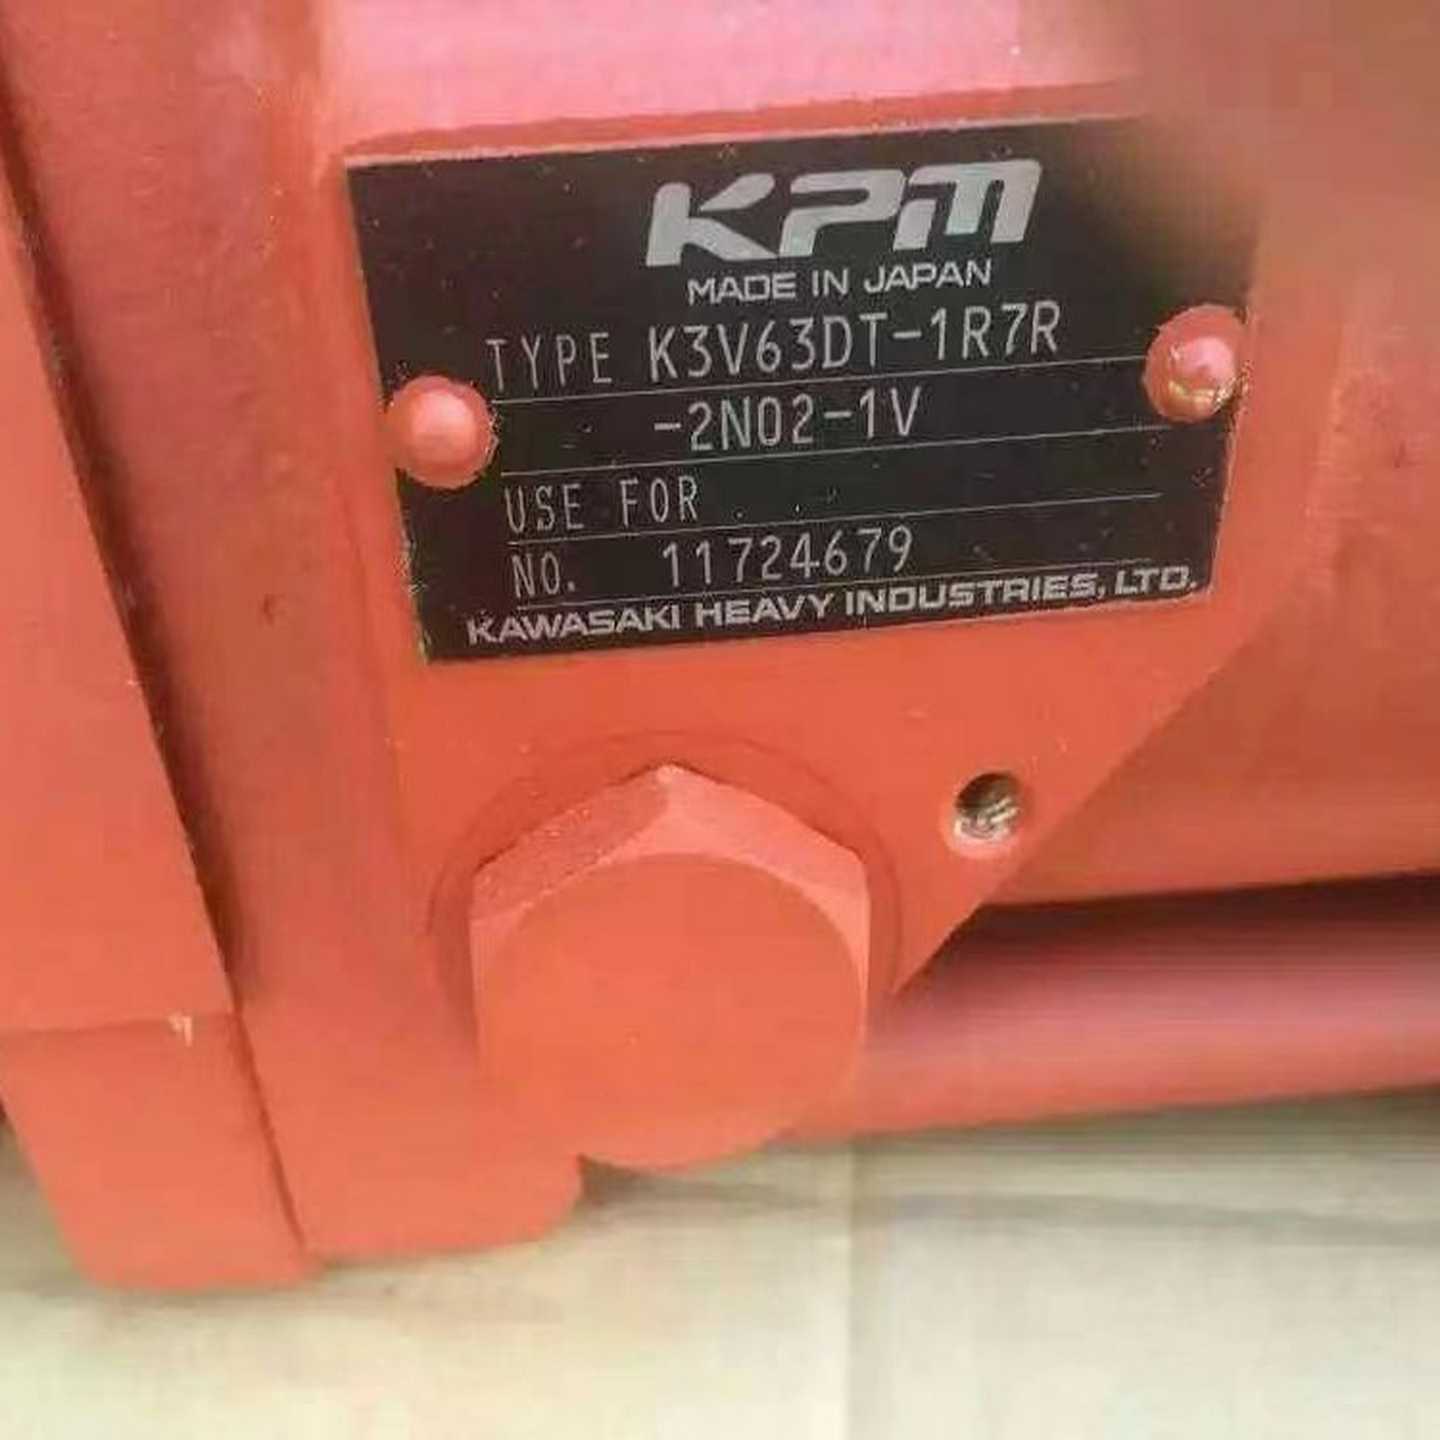 KPM
MADE IN JAPAN
TYPE K3V63DT-1R7R
-2N02-1V
USE FOR
NO. 11724679
KAWASAKI HEAVY INDUSTRIES, LTD.